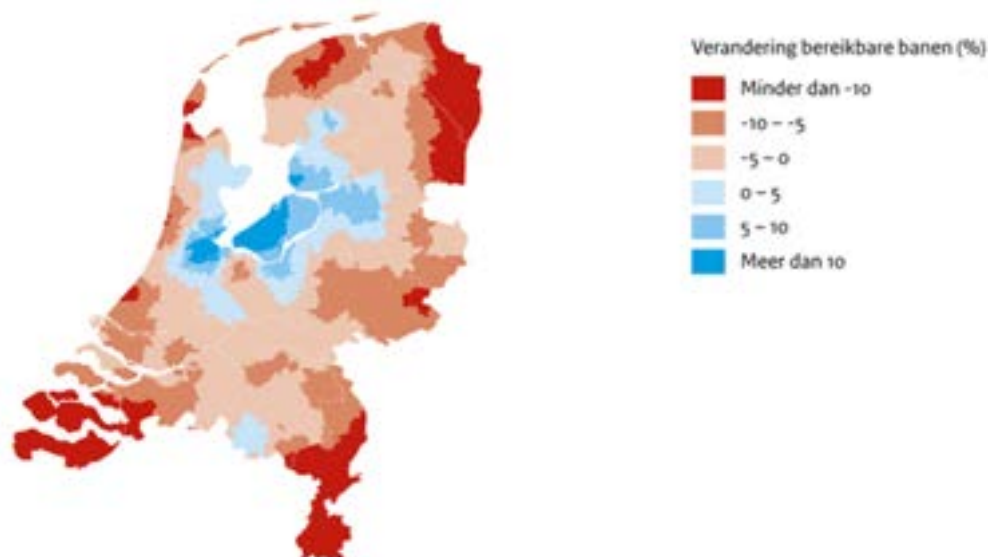 Verandering bereikbare banen (%)
Minder dan -10
-10 – -5
-5 – 0
0 – 5
5 – 10
Meer dan 10